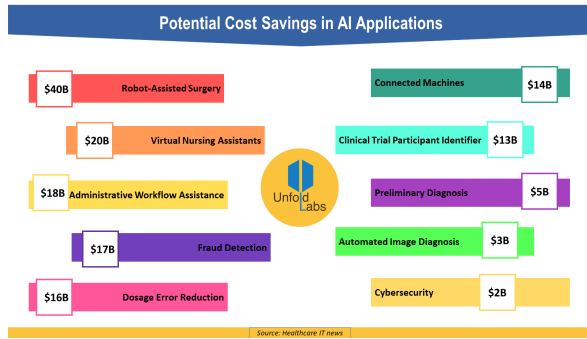 Potential Cost Savings in AI Applications
$40B Robot-Assisted Surgery
$20B Virtual Nursing Assistants
$18B Administrative Workflow Assistance
$17B Fraud Detection
$16B Dosage Error Reduction
Unfold
Labs
Connected Machines $14B
Clinical Trial Participant Identifier $13B
Preliminary Diagnosis $5B
Automated Image Diagnosis $3B
Cybersecurity $2B
Source: Healthcare IT news